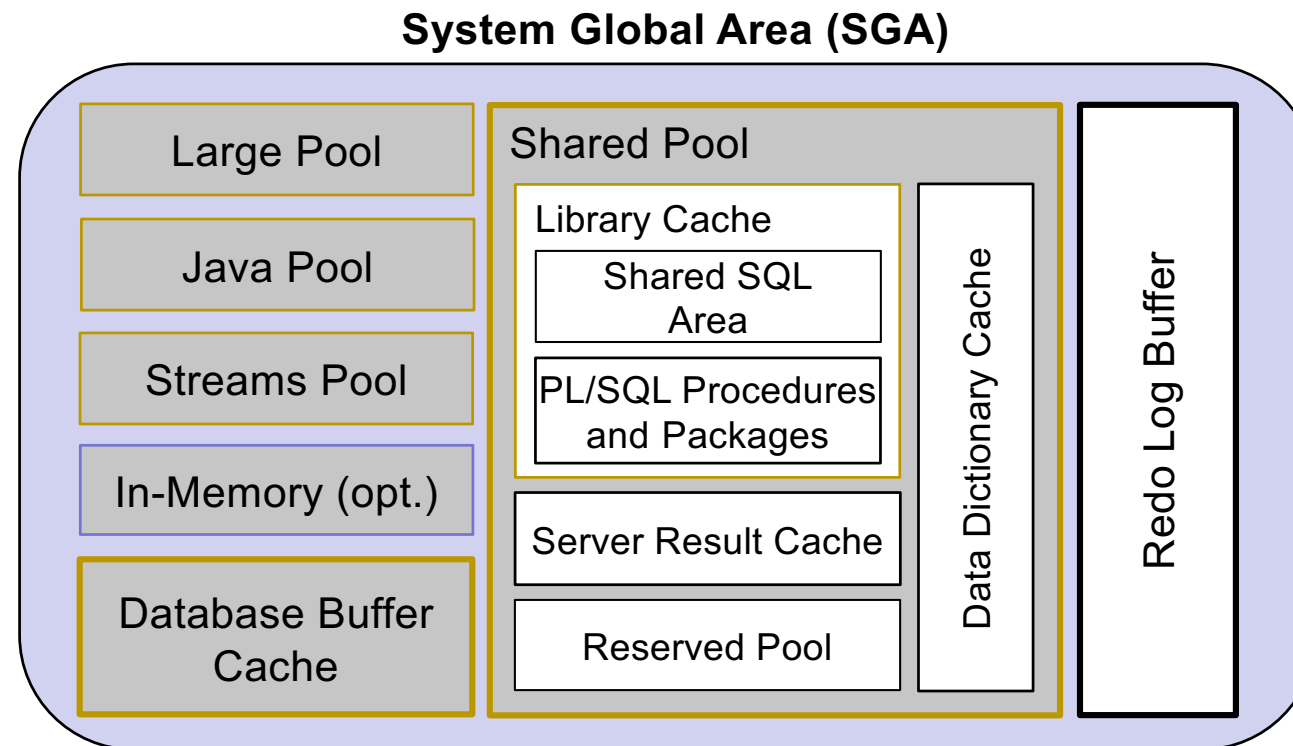 System Global Area (SGA)
Large Pool
Java Pool
Streams Pool
In-Memory (opt.)
Database Buffer
Cache
Shared Pool
Library Cache
Shared SQL
Area
PL/SQL Procedures
and Packages
Server Result Cache
Reserved Pool
Data Dictionary Cache
Redo Log Buffer